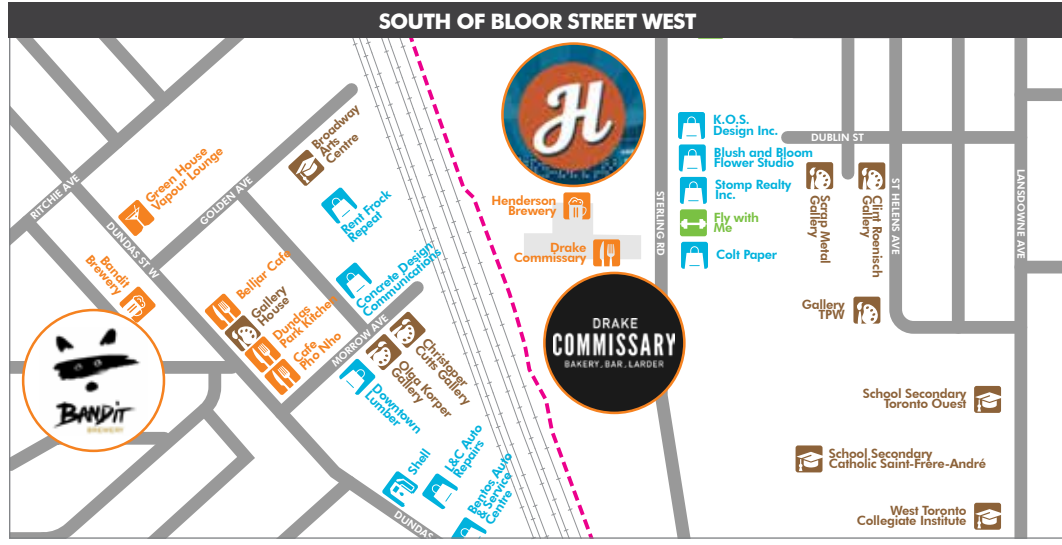 SOUTH OF BLOOR STREET WEST
RITCHIE AVE
Green House
Vapour Lounge
GOLDEN AVE
Broadway
Arts
Centre
DUNDAS ST W
Rent Frock
Repeat
Bandit
Brewery
Belljar Cafe
Gallery
House
Dundas
Park Kitchen
Cafe
Pho Nho
Concrete Design
Communications
MORROW AVE
Christoper
Cutts Gallery
Olga Korper
Gallery
Downtown
Lumber
BANDIT
BREWERY
Shell
L&C Auto
Repairs
Bentos Auto
& Service
Centre
DUNDAS
H
Henderson
Brewery
Drake
Commissary
DRAKE
COMMISSARY
BAKERY, BAR, LARDER
STERLING RD
K.O.S.
Design Inc.
Blush and Bloom
Flower Studio
Stomp Realty
Inc.
Fly with
Me
Colt Paper
DUBLIN ST
Scrap Metal
Gallery
Clint Roenisch
Gallery
ST HELENS AVE
LANSDOWNE AVE
Gallery
TPW
School Secondary
Toronto Ouest
School Secondary
Catholic Saint-Frère-André
West Toronto
Collegiate Institute